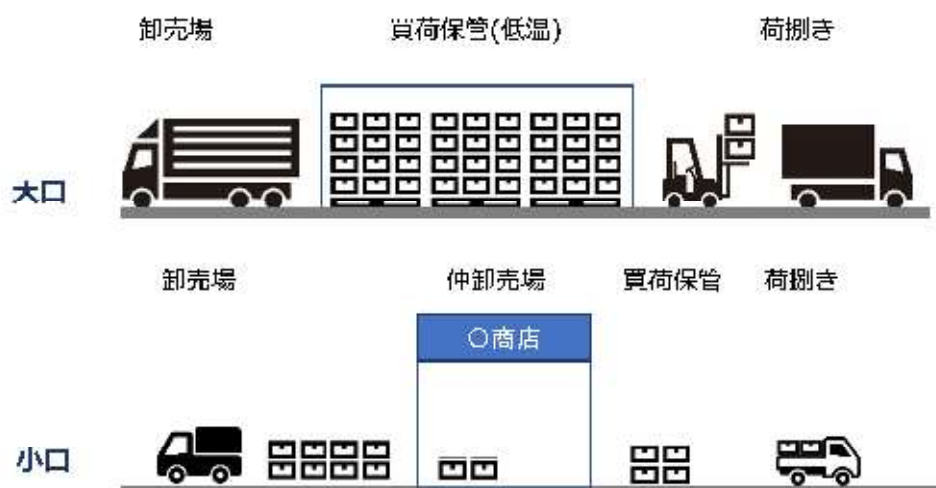 卸売場
買荷保管(低温)
荷捌き
大口
卸売場
仲卸売場
買荷保管
荷捌き
〇商店
小口